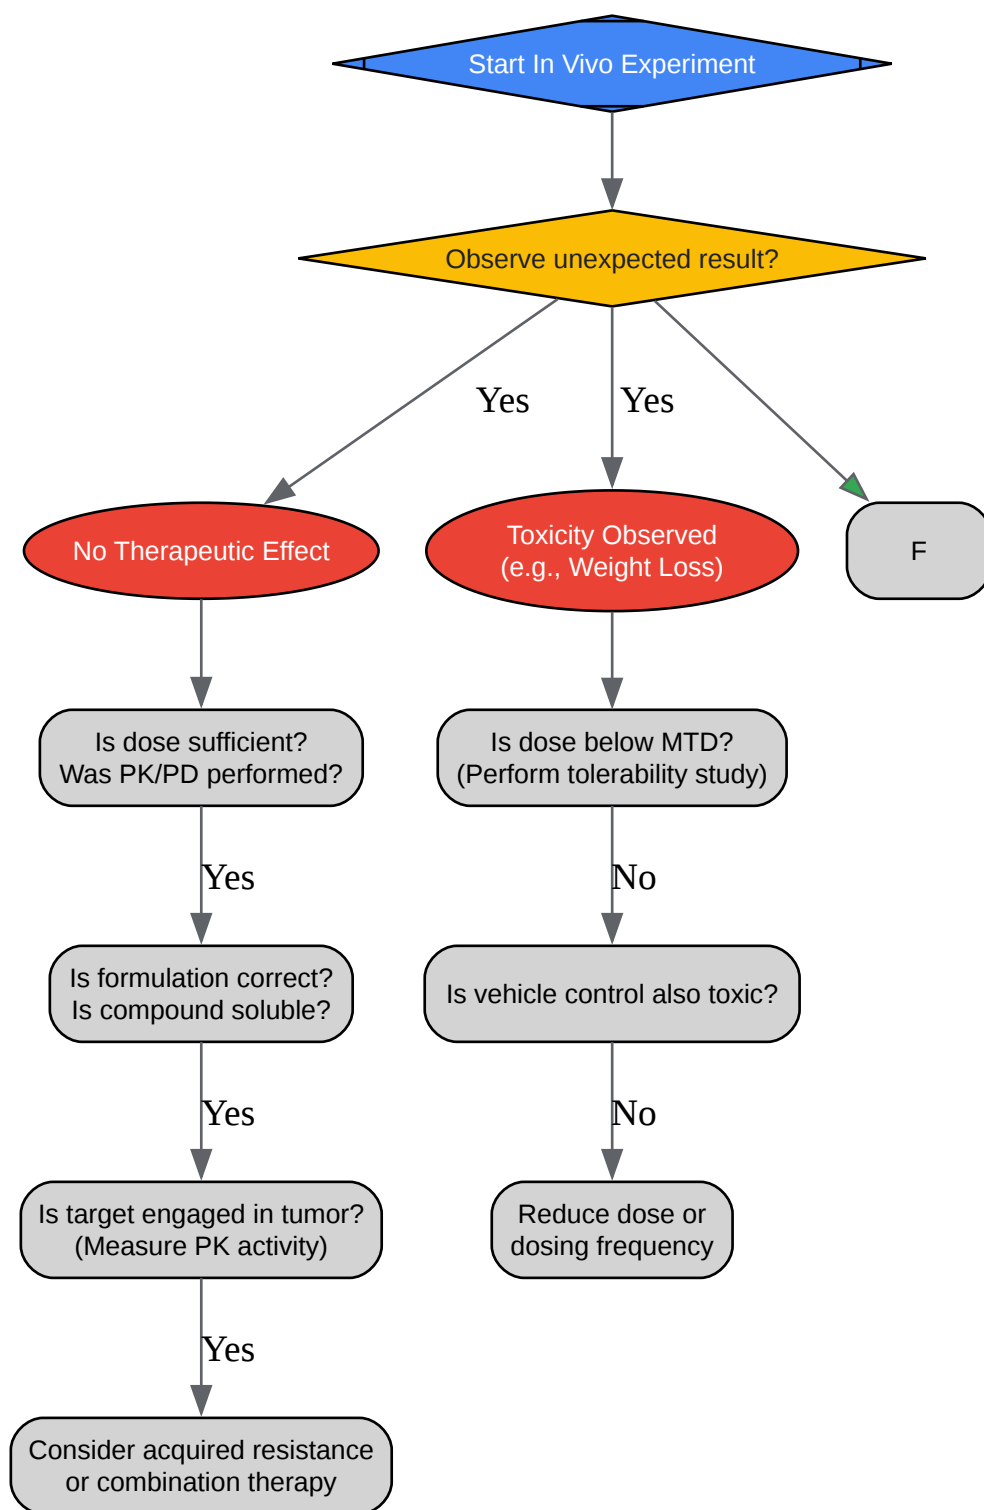 Start In Vivo Experiment
Observe unexpected result?
Yes
Yes
No Therapeutic Effect
Toxicity Observed
(e.g., Weight Loss)
F
Is dose sufficient?
Was PK/PD performed?
Is dose below MTD?
(Perform tolerability study)
Yes
No
Is formulation correct?
Is compound soluble?
Is vehicle control also toxic?
Yes
No
Is target engaged in tumor?
(Measure PK activity)
Reduce dose or
dosing frequency
Yes
Consider acquired resistance
or combination therapy